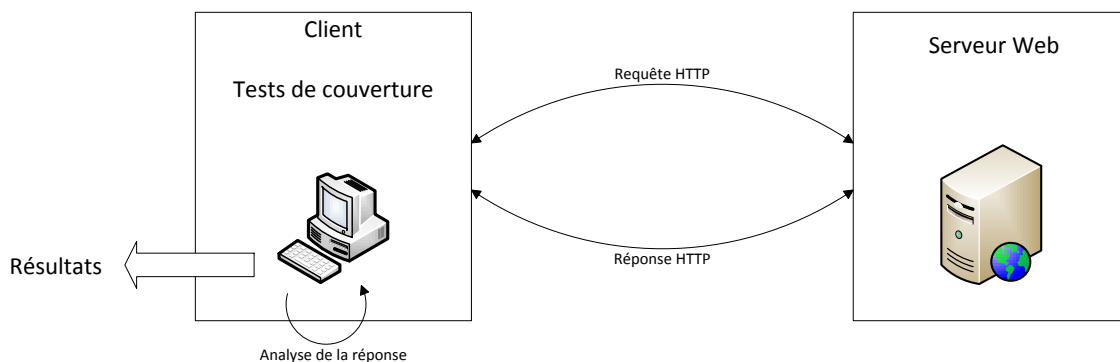 Client
Serveur Web
Tests de couverture
Requête HTTP
Réponse HTTP
Résultats
Analyse de la réponse